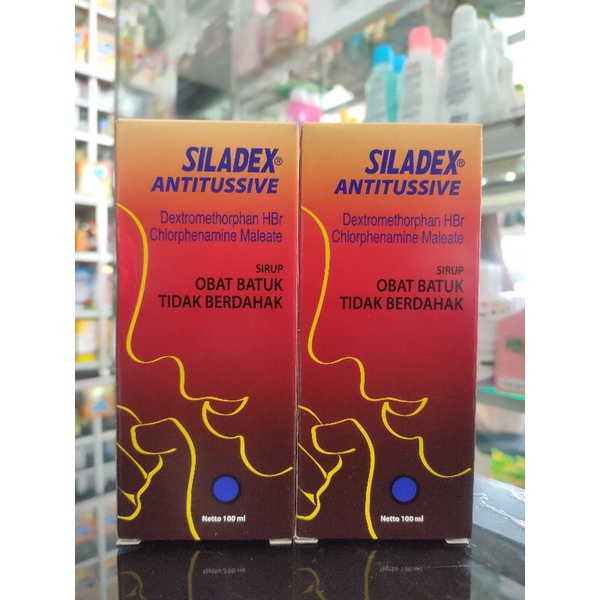 SILADEX®
ANTITUSSIVE
Dextromethorphan HBr
Chlorphenamine Maleate
SIRUP
OBAT BATUK
TIDAK BERDAHAK
Netto 100 ml
SILADEX®
ANTITUSSIVE
Dextromethorphan HBr
Chlorphenamine Maleate
SIRUP
OBAT BATUK
TIDAK BERDAHAK
Netto 100 ml